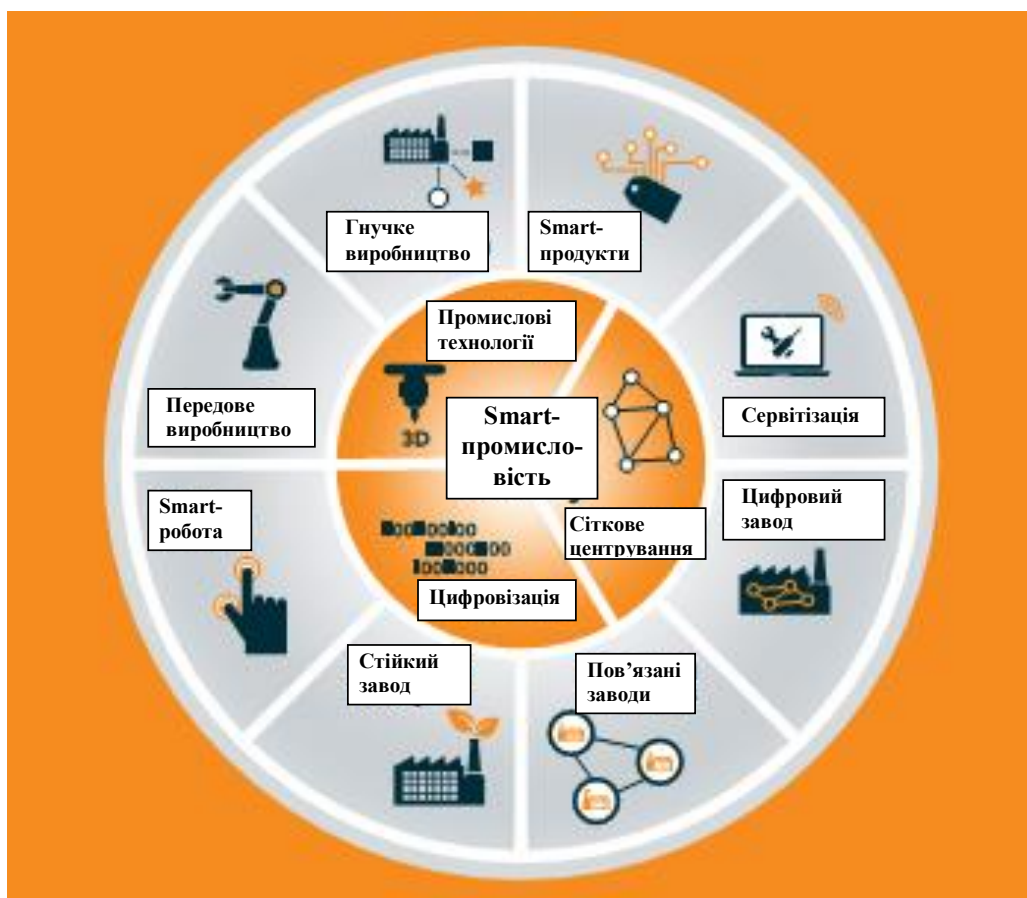 Гнучке
виробництво
Smart-
продукти
Промислові
технології
Передове
виробництво
3D
Smart-
промисло-
вість
Сервітізація
Smart-
робота
Цифровий
завод
Сіткове
центрування
Цифровізація
Стійкий
завод
Пов’язані
заводи